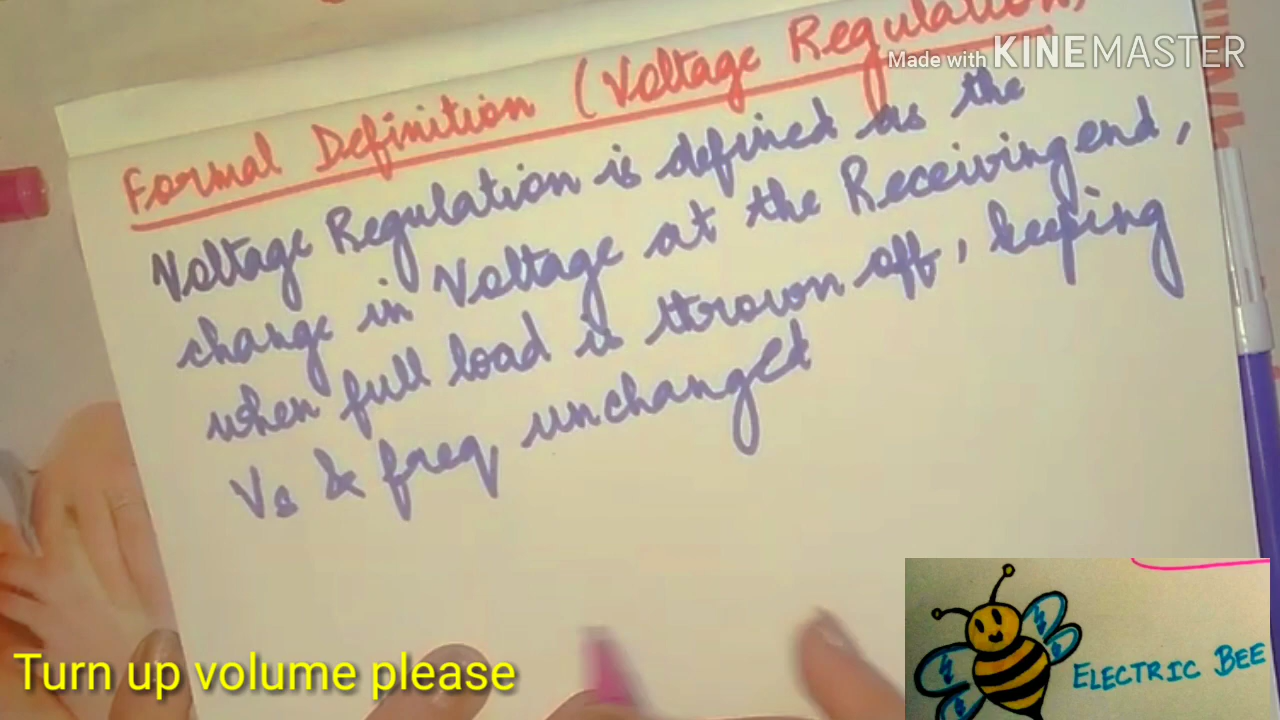 Formal Definition (Voltage Regulation)
Made with KINEMASTER
Voltage Regulation is defined as the
change in Voltage at the Receiving end,
when full load is thrown off, keeping
Vs & freq unchanged
Turn up volume please
ELECTRIC BEE